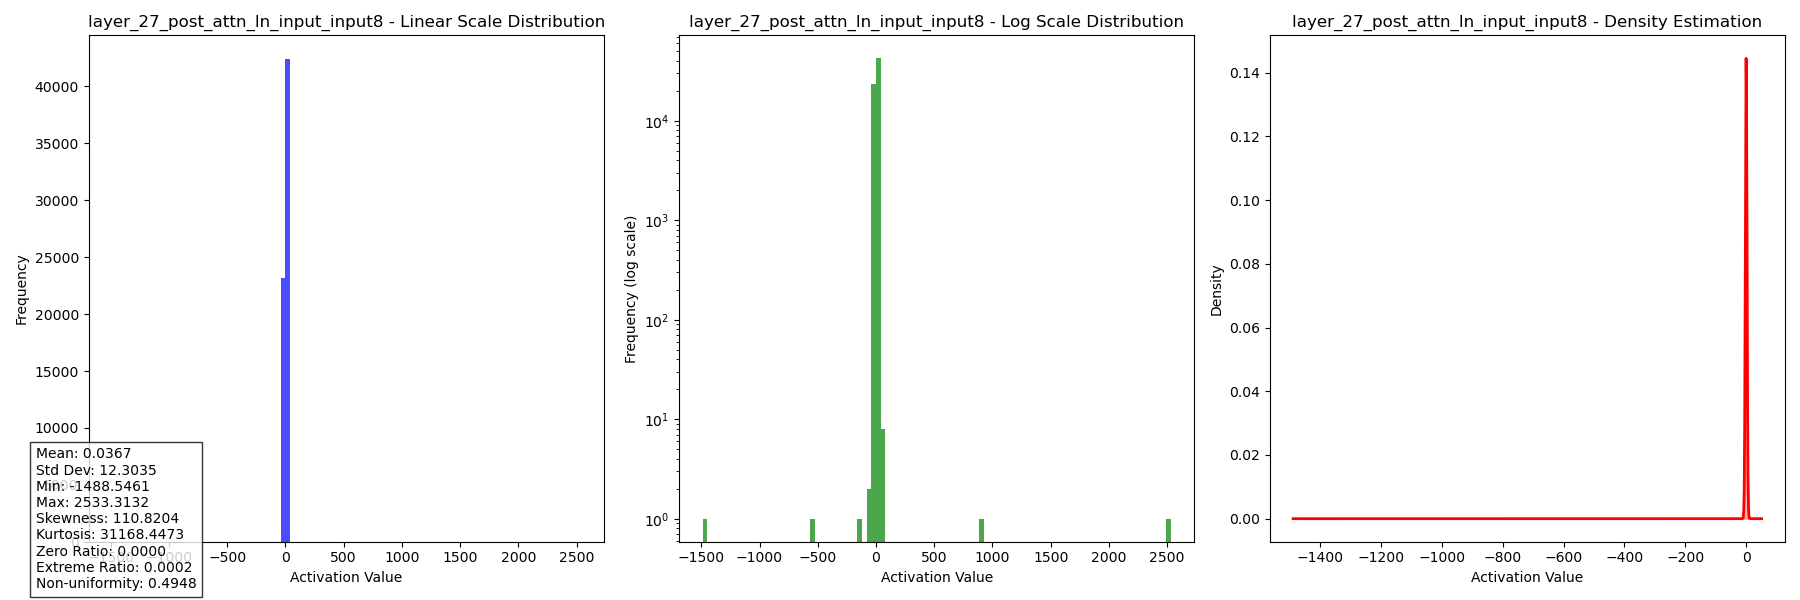 layer_27_post_attn_ln_input_input8 - Linear Scale Distribution
Frequency
40000
35000
30000
25000
20000
15000
10000
−500
0
500
1000
1500
2000
2500
Activation Value
Mean: 0.0367
Std Dev: 12.3035
Min: -1488.5461
Max: 2533.3132
Skewness: 110.8204
Kurtosis: 31168.4473
Zero Ratio: 0.0000
Extreme Ratio: 0.0002
Non-uniformity: 0.4948
layer_27_post_attn_ln_input_input8 - Log Scale Distribution
Frequency (log scale)
10^4
10^3
10^2
10^1
10^0
−1500
−1000
−500
0
500
1000
1500
2000
2500
Activation Value
layer_27_post_attn_ln_input_input8 - Density Estimation
Density
0.14
0.12
0.10
0.08
0.06
0.04
0.02
0.00
−1400
−1200
−1000
−800
−600
−400
−200
0
Activation Value